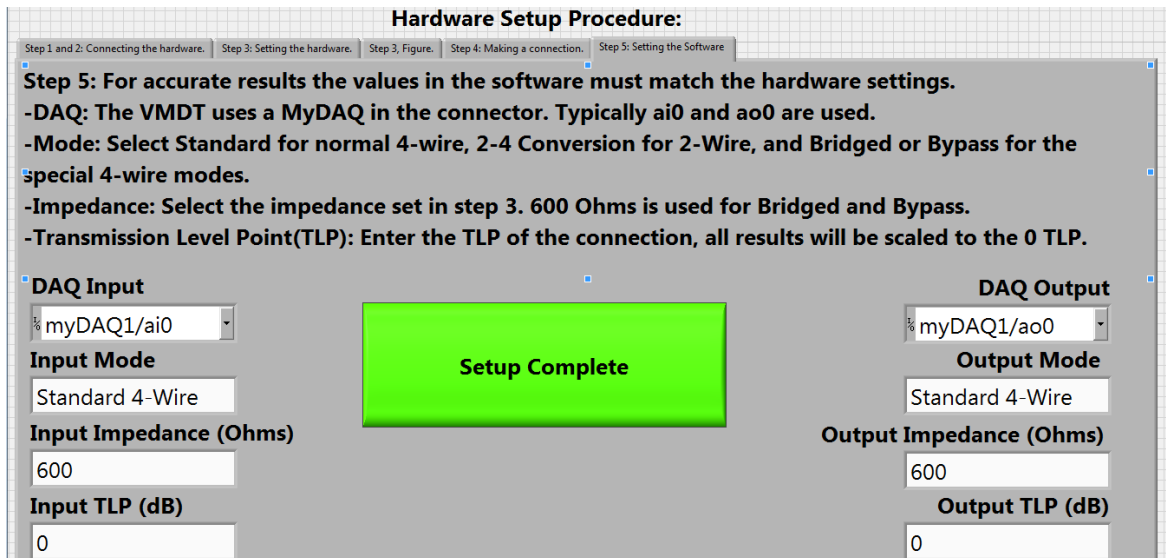 Hardware Setup Procedure:
Step 1 and 2: Connecting the hardware. Step 3: Setting the hardware. Step 3, Figure. Step 4: Making a connection. Step 5: Setting the Software
Step 5: For accurate results the values in the software must match the hardware settings.
-DAQ: The VMDT uses a MyDAQ in the connector. Typically ai0 and ao0 are used.
-Mode: Select Standard for normal 4-wire, 2-4 Conversion for 2-Wire, and Bridged or Bypass for the
special 4-wire modes.
-Impedance: Select the impedance set in step 3. 600 Ohms is used for Bridged and Bypass.
-Transmission Level Point(TLP): Enter the TLP of the connection, all results will be scaled to the 0 TLP.
DAQ Input
myDAQ1/ai0
Input Mode
Standard 4-Wire
Input Impedance (Ohms)
600
Input TLP (dB)
0
Setup Complete
DAQ Output
myDAQ1/ao0
Output Mode
Standard 4-Wire
Output Impedance (Ohms)
600
Output TLP (dB)
0